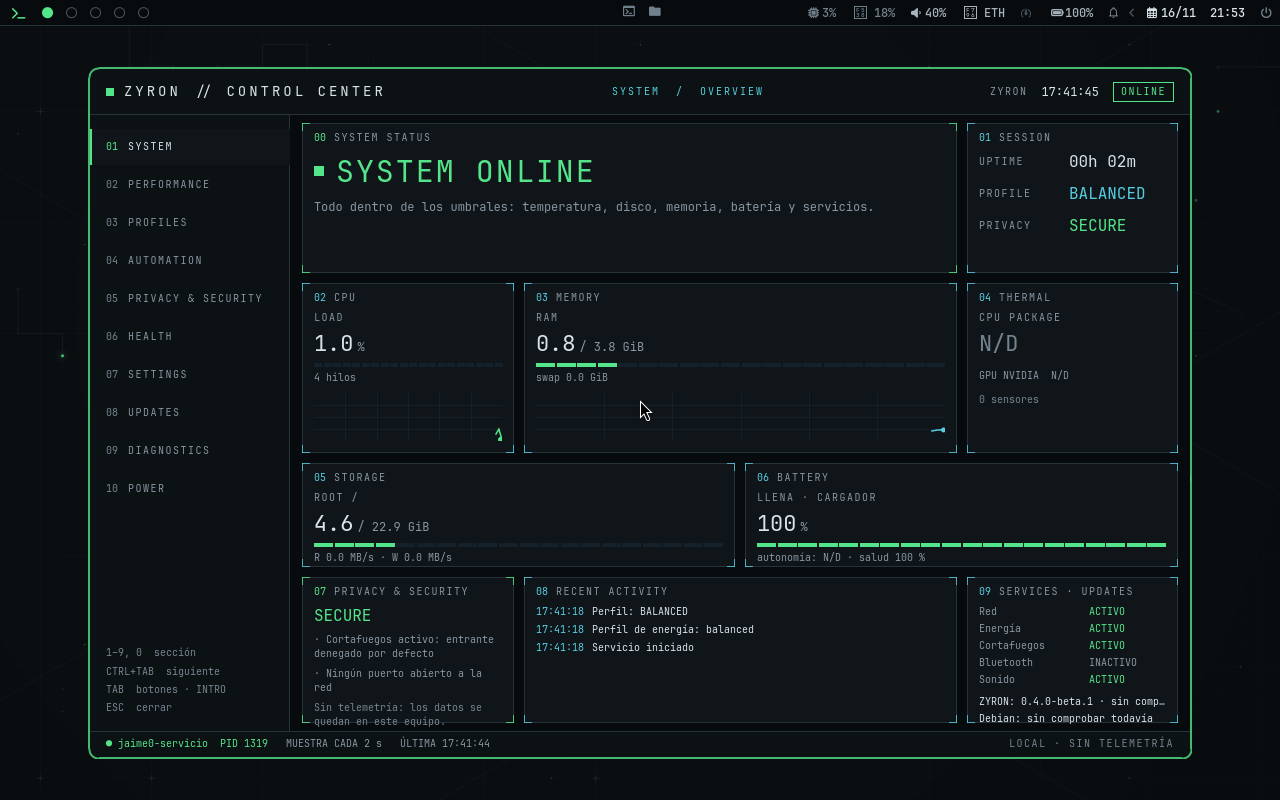 3% 18% 40% ETH 100% 16/11 21:53
ZYRON // CONTROL CENTER
SYSTEM / OVERVIEW
ZYRON 17:41:45 ONLINE
01 SYSTEM
02 PERFORMANCE
03 PROFILES
04 AUTOMATION
05 PRIVACY & SECURITY
06 HEALTH
07 SETTINGS
08 UPDATES
09 DIAGNOSTICS
10 POWER
1-9, 0 sección
CTRL+TAB siguiente
TAB botones · INTRO
ESC cerrar
00 SYSTEM STATUS
SYSTEM ONLINE
Todo dentro de los umbrales: temperatura, disco, memoria, batería y servicios.
01 SESSION
UPTIME 00h 02m
PROFILE BALANCED
PRIVACY SECURE
02 CPU
LOAD
1.0 %
4 hilos
03 MEMORY
RAM
0.8 / 3.8 GiB
swap 0.0 GiB
04 THERMAL
CPU PACKAGE
N/D
GPU NVIDIA N/D
0 sensores
05 STORAGE
ROOT /
4.6 / 22.9 GiB
R 0.0 MB/s · W 0.0 MB/s
06 BATTERY
LLENA · CARGADOR
100 %
autonomía: N/D · salud 100 %
07 PRIVACY & SECURITY
SECURE
· Cortafuegos activo: entrante
denegado por defecto
· Ningún puerto abierto a la
red
Sin telemetría: los datos se
quedan en este equipo.
08 RECENT ACTIVITY
17:41:18 Perfil: BALANCED
17:41:18 Perfil de energía: balanced
17:41:18 Servicio iniciado
09 SERVICES · UPDATES
Red ACTIVO
Energía ACTIVO
Cortafuegos ACTIVO
Bluetooth INACTIVO
Sonido ACTIVO
ZYRON: 0.4.0-beta.1 · sin comp…
Debian: sin comprobar todavía
jaime0-servicio PID 1319 MUESTRA CADA 2 s ÚLTIMA 17:41:44
LOCAL · SIN TELEMETRÍA